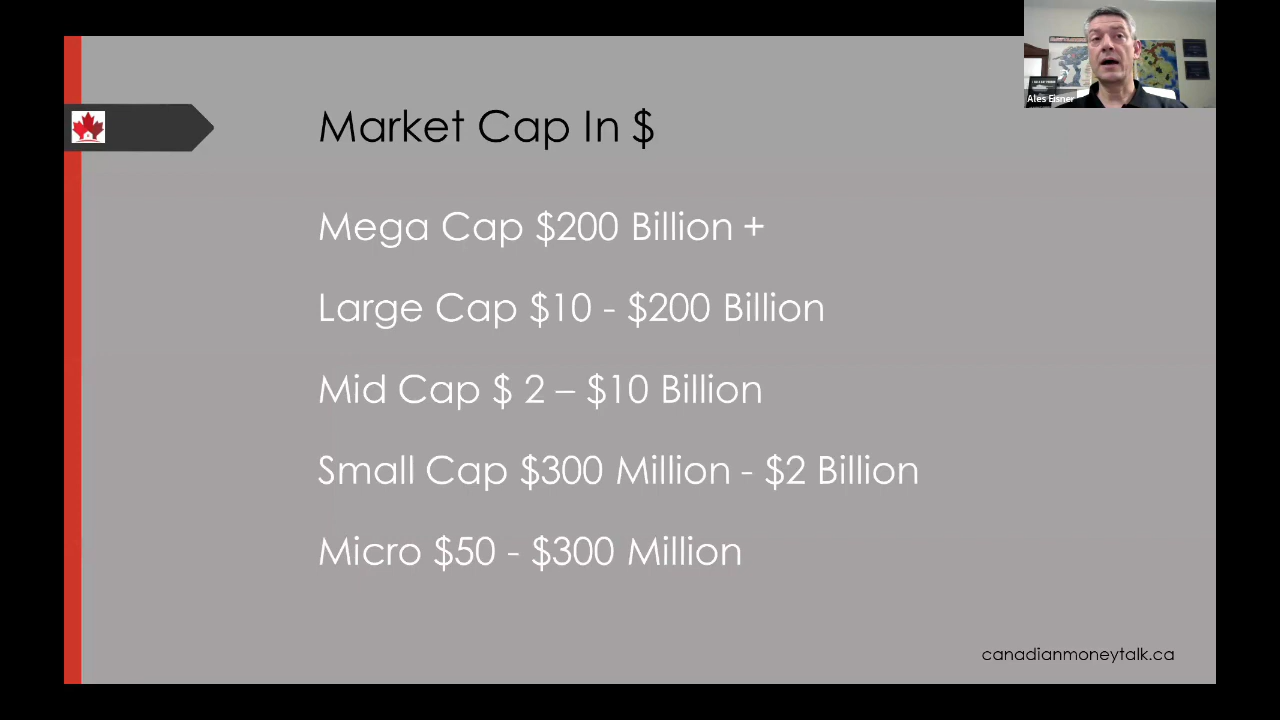 Ales Eisner
Market Cap In $
Mega Cap $200 Billion +
Large Cap $10 - $200 Billion
Mid Cap $ 2 – $10 Billion
Small Cap $300 Million - $2 Billion
Micro $50 - $300 Million
canadianmoneytalk.ca